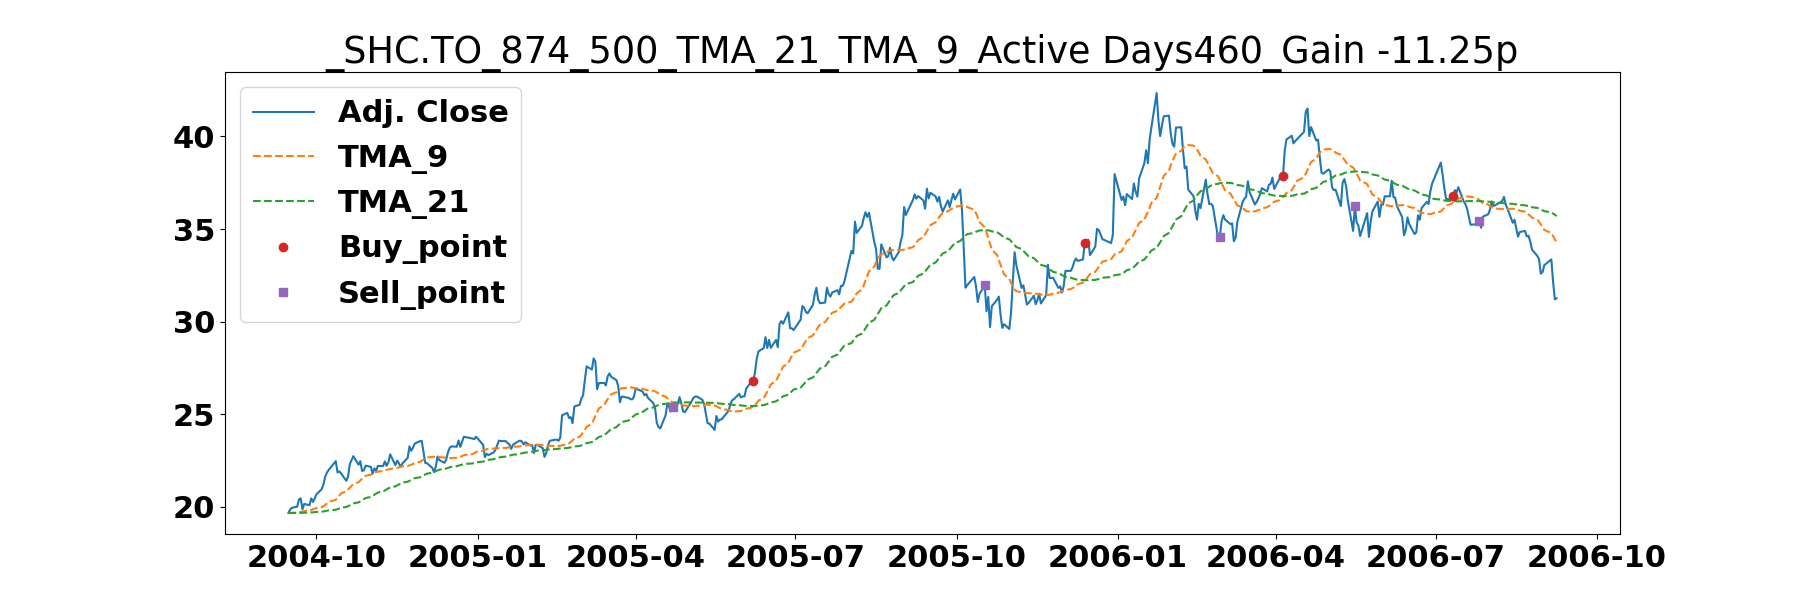 _SHC.TO_874_500_TMA_21_TMA_9_Active Days460_Gain -11.25p
Adj. Close
TMA_9
TMA_21
Buy_point
Sell_point
40
35
30
25
20
2004-10 2005-01 2005-04 2005-07 2005-10 2006-01 2006-04 2006-07 2006-10